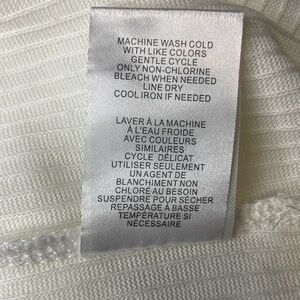 MACHINE WASH COLD
WITH LIKE COLORS
GENTLE CYCLE
ONLY NON-CHLORINE
BLEACH WHEN NEEDED
LINE DRY
COOL IRON IF NEEDED
LAVER À LA MACHINE
À L'EAU FROIDE
AVEC COULEURS
SIMILAIRES
CYCLE DÉLICAT
UTILISER SEULEMENT
UN AGENT DE
BLANCHIMENT NON
CHLORÉ AU BESOIN
SUSPENDRE POUR SÉCHER
REPASSAGE À BASSE
TEMPÉRATURE SI
NÉCESSAIRE